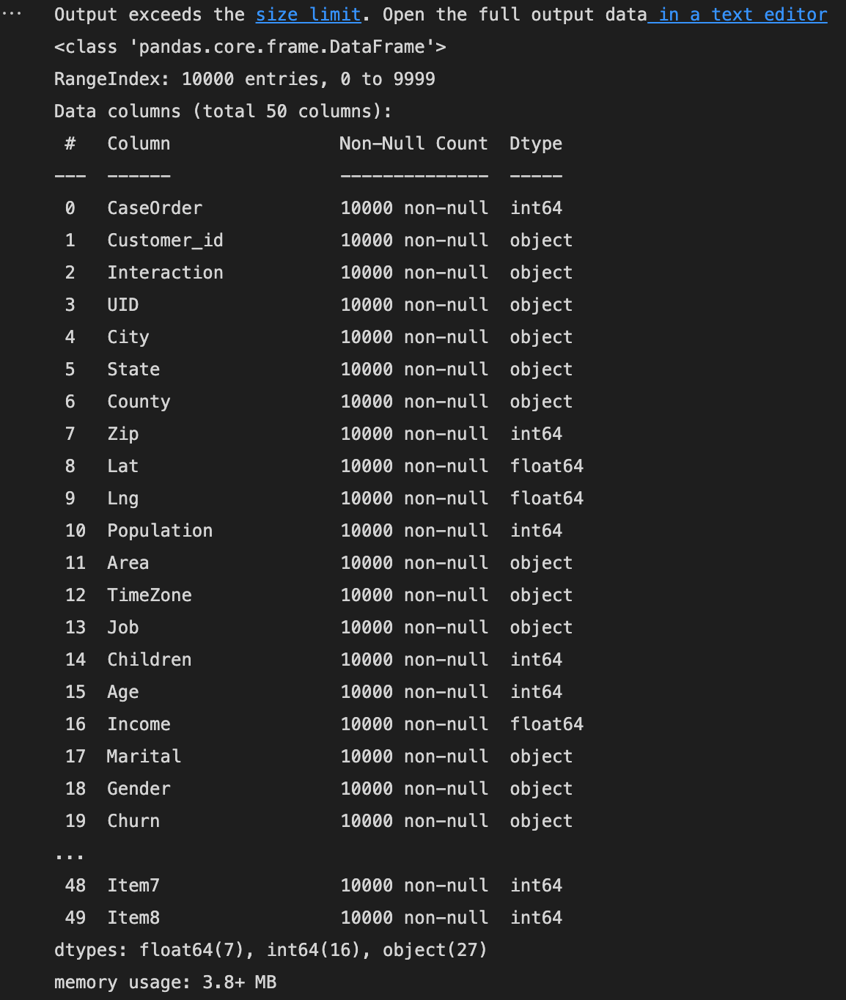 ... Output exceeds the size limit. Open the full output data in a text editor
<class 'pandas.core.frame.DataFrame'>
RangeIndex: 10000 entries, 0 to 9999
Data columns (total 50 columns):
 #   Column                Non-Null Count  Dtype
---  ------                --------------  -----
 0   CaseOrder             10000 non-null  int64
 1   Customer_id           10000 non-null  object
 2   Interaction           10000 non-null  object
 3   UID                   10000 non-null  object
 4   City                  10000 non-null  object
 5   State                 10000 non-null  object
 6   County                10000 non-null  object
 7   Zip                   10000 non-null  int64
 8   Lat                   10000 non-null  float64
 9   Lng                   10000 non-null  float64
 10  Population            10000 non-null  int64
 11  Area                  10000 non-null  object
 12  TimeZone              10000 non-null  object
 13  Job                   10000 non-null  object
 14  Children              10000 non-null  int64
 15  Age                   10000 non-null  int64
 16  Income                10000 non-null  float64
 17  Marital               10000 non-null  object
 18  Gender                10000 non-null  object
 19  Churn                 10000 non-null  object
...
 48  Item7                 10000 non-null  int64
 49  Item8                 10000 non-null  int64
dtypes: float64(7), int64(16), object(27)
memory usage: 3.8+ MB